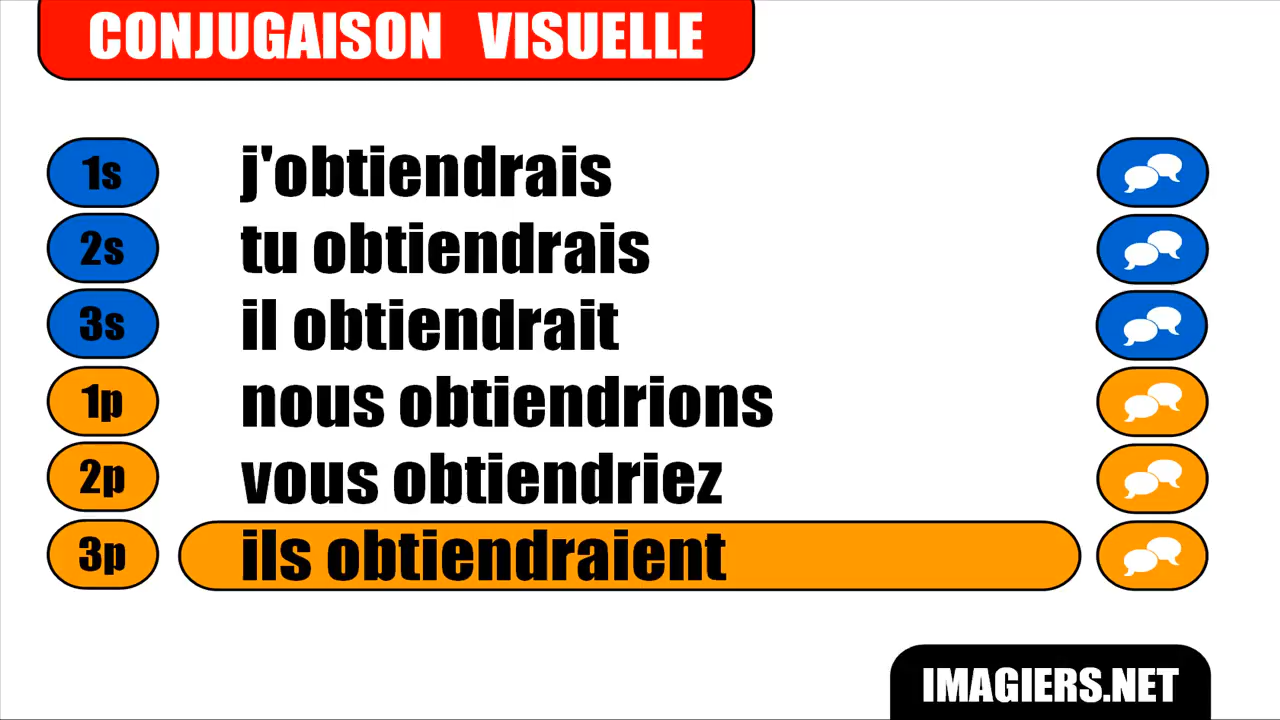 CONJUGAISON VISUELLE
1s j'obtiendrais
2s tu obtiendrais
3s il obtiendrait
1p nous obtiendrions
2p vous obtiendriez
3p ils obtiendraient
IMAGIERS.NET